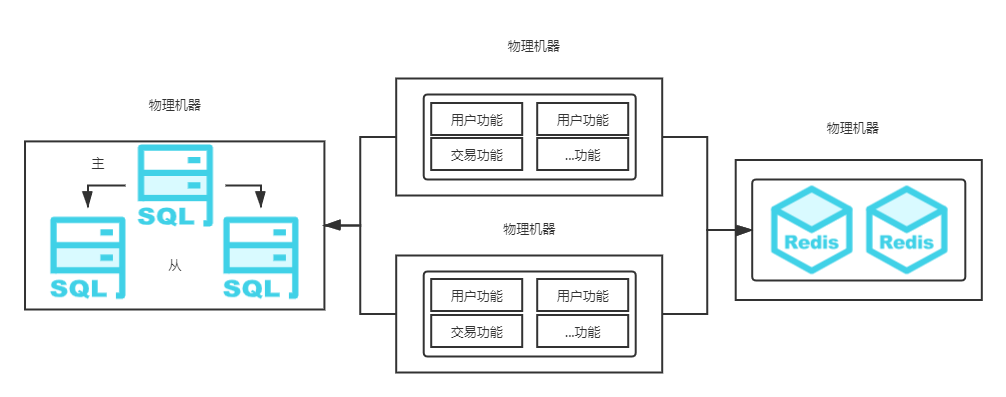 物理机器
主
SQL
SQL
从
SQL
物理机器
用户功能
用户功能
交易功能
...功能
物理机器
用户功能
用户功能
交易功能
...功能
物理机器
Redis
Redis